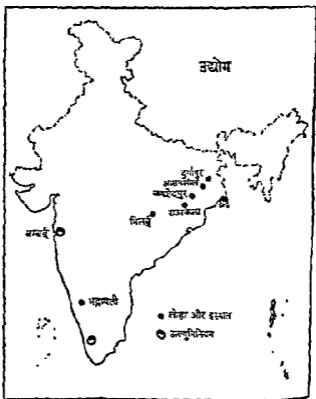 उद्योग
दुर्गापुर
आसनसोल
जमशेदपुर
राउरकेला
भिलाई
बम्बई
भद्रावती
लोहा और इस्पात
अल्युमिनियम